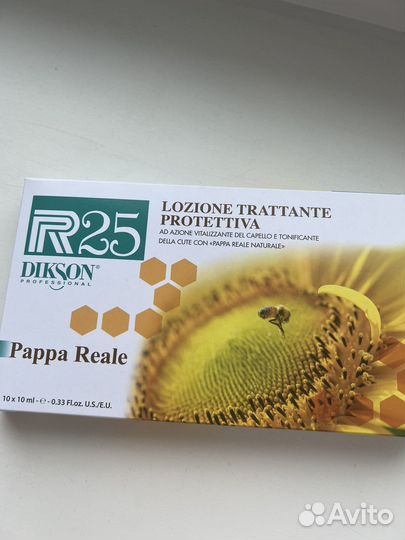 R25
DIKSON®
PROFESSIONAL
LOZIONE TRATTANTE
PROTETTIVA
AD AZIONE VITALIZZANTE DEL CAPELLO E TONIFICANTE
DELLA CUTE CON «PAPPA REALE NATURALE»
Pappa Reale
10 x 10 ml - ℮ - 0.33 Fl.oz. U.S./E.U.
Avito